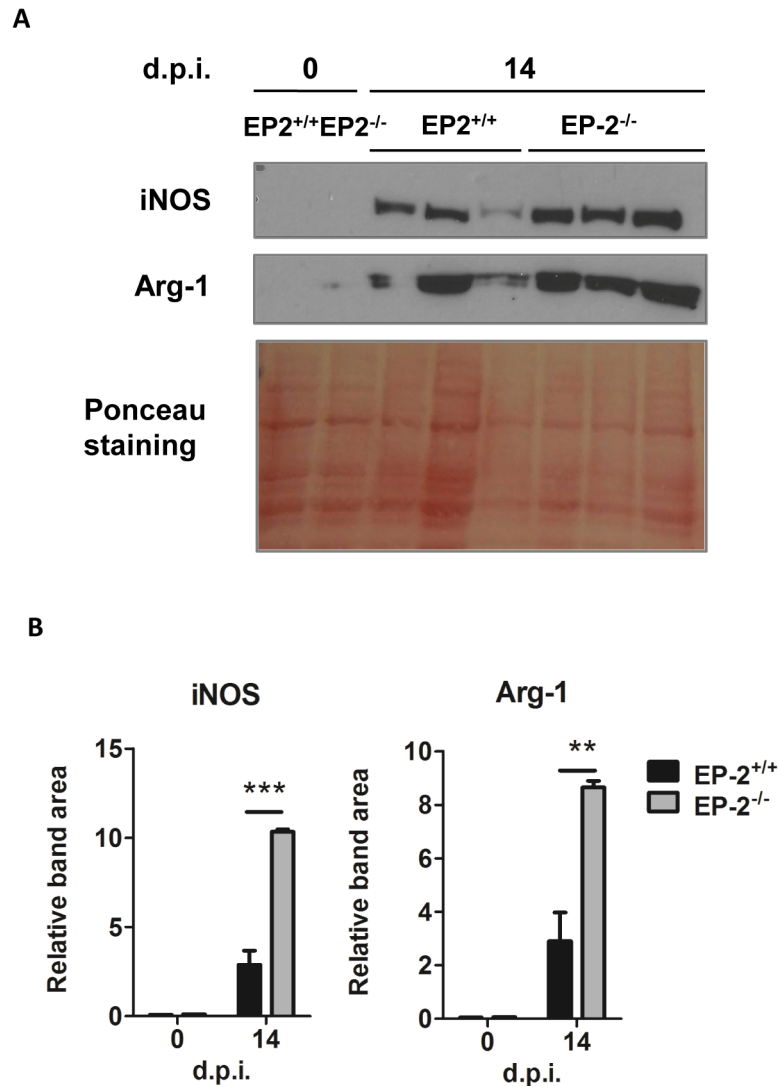 A
d.p.i. 0 14
EP2+/+ EP2-/- EP2+/+ EP-2-/-
iNOS
Arg-1
Ponceau
staining
B
iNOS Arg-1
Relative band area
15
10
5
0
***
0 14
d.p.i.
Relative band area
10
8
6
4
2
0
**
0 14
d.p.i.
EP-2+/+
EP-2-/-